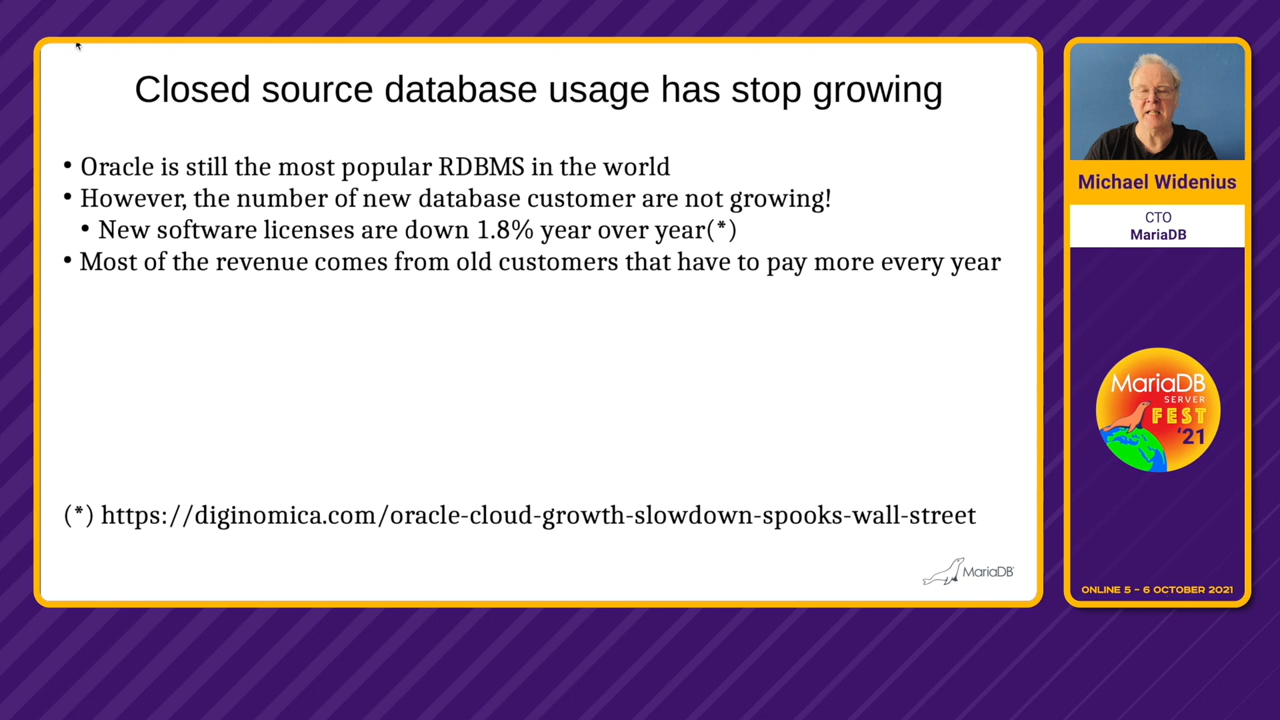 Closed source database usage has stop growing
• Oracle is still the most popular RDBMS in the world
• However, the number of new database customer are not growing!
• New software licenses are down 1.8% year over year(*)
• Most of the revenue comes from old customers that have to pay more every year
(*) https://diginomica.com/oracle-cloud-growth-slowdown-spooks-wall-street
MariaDB
Michael Widenius
CTO
MariaDB
MariaDB
SERVER
FEST
'21
ONLINE 5 – 6 OCTOBER 2021